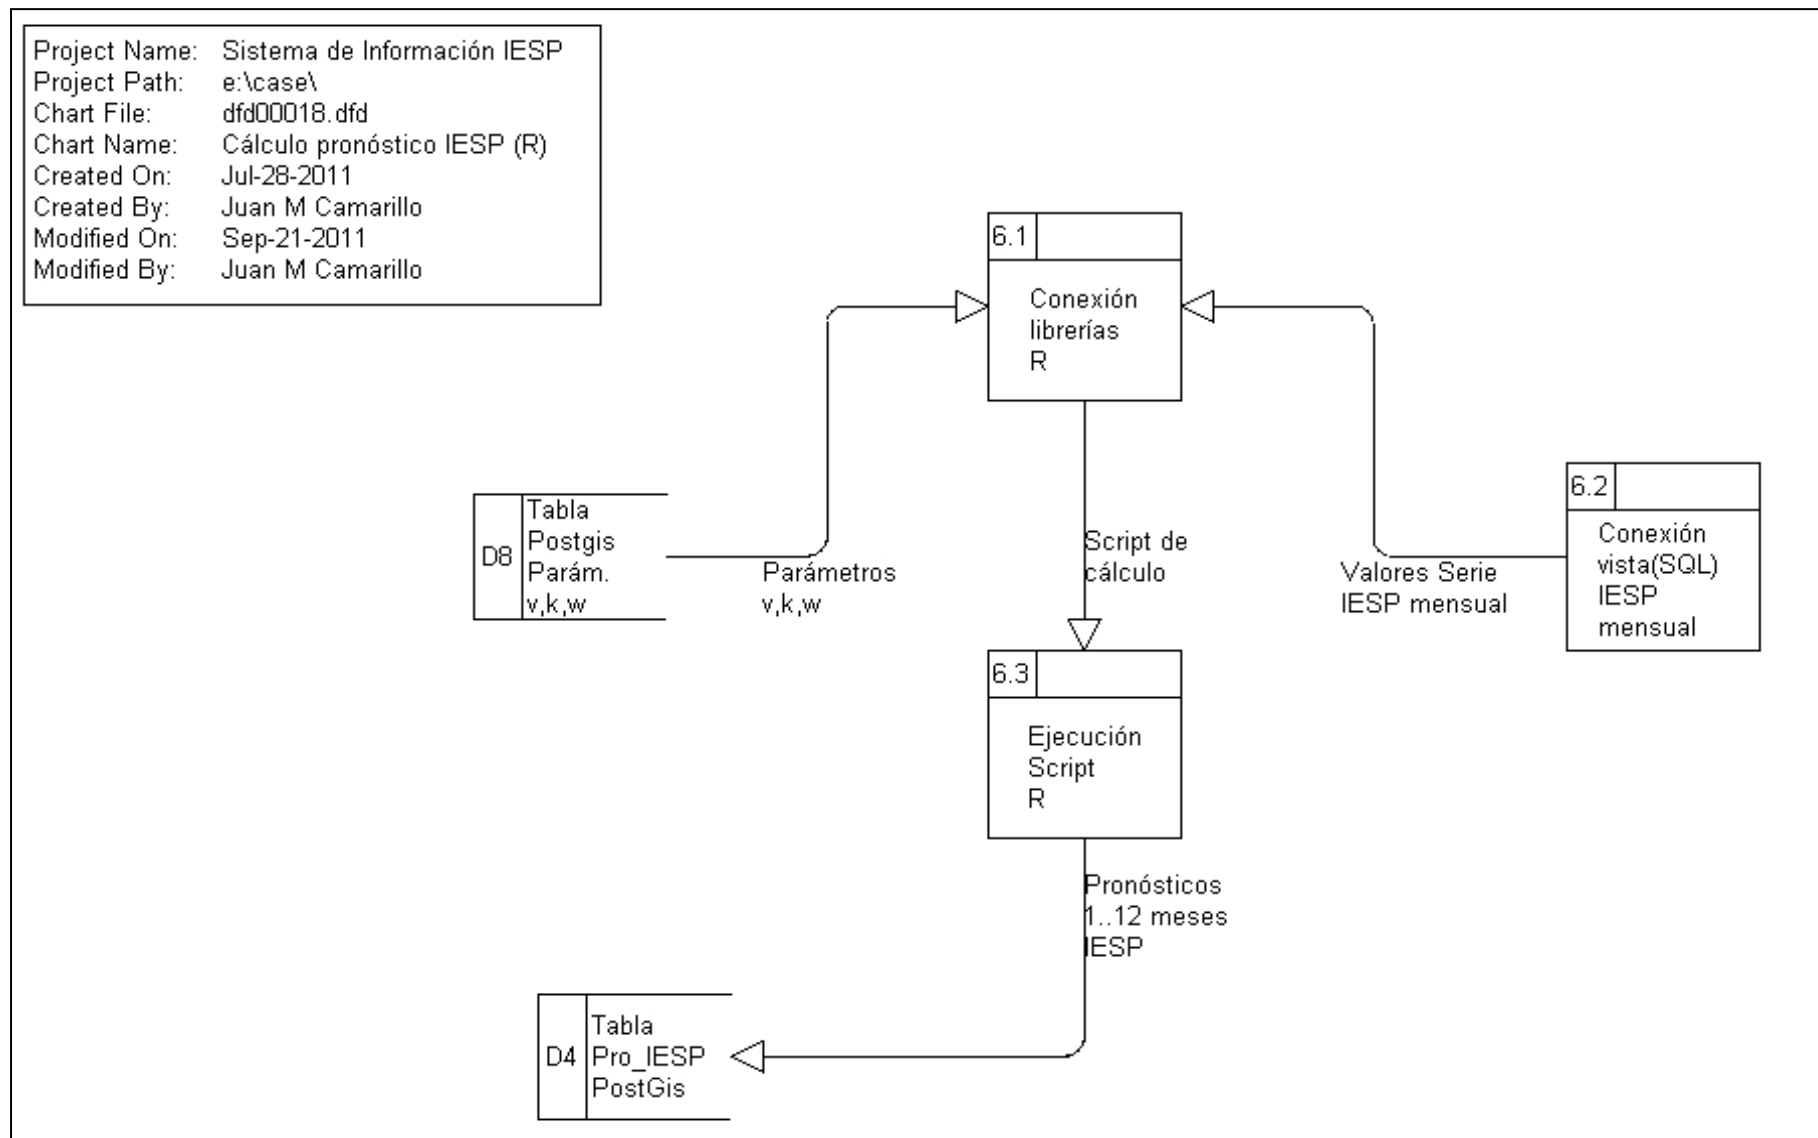 Project Name: Sistema de Información IESP
Project Path: e:\case\
Chart File: dfd00018.dfd
Chart Name: Cálculo pronóstico IESP (R)
Created On: Jul-28-2011
Created By: Juan M Camarillo
Modified On: Sep-21-2011
Modified By: Juan M Camarillo
6.1
Conexión
librerías
R
D8
Tabla
Postgis
Parám.
v,k,w
Parámetros
v,k,w
Script de
cálculo
Valores Serie
IESP mensual
6.2
Conexión
vista(SQL)
IESP
mensual
6.3
Ejecución
Script
R
Pronósticos
1..12 meses
IESP
D4
Tabla
Pro_IESP
PostGis